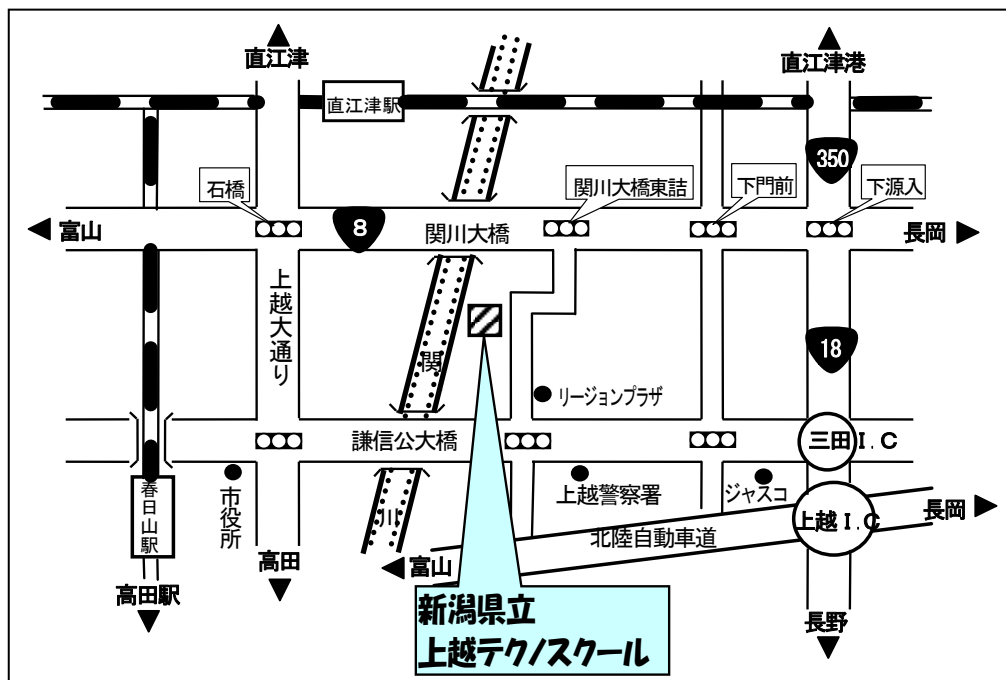 直江津
直江津港
直江津駅
350
石橋
関川大橋東詰
下門前
下源入
8
富山
関川大橋
長岡
上越大通り
18
関
リージョンプラザ
謙信公大橋
三田I.C
春日山駅
市役所
上越警察署
ジャスコ
川
上越I.C
長岡
北陸自動車道
高田
富山
高田駅
新潟県立
上越テクノスクール
長野